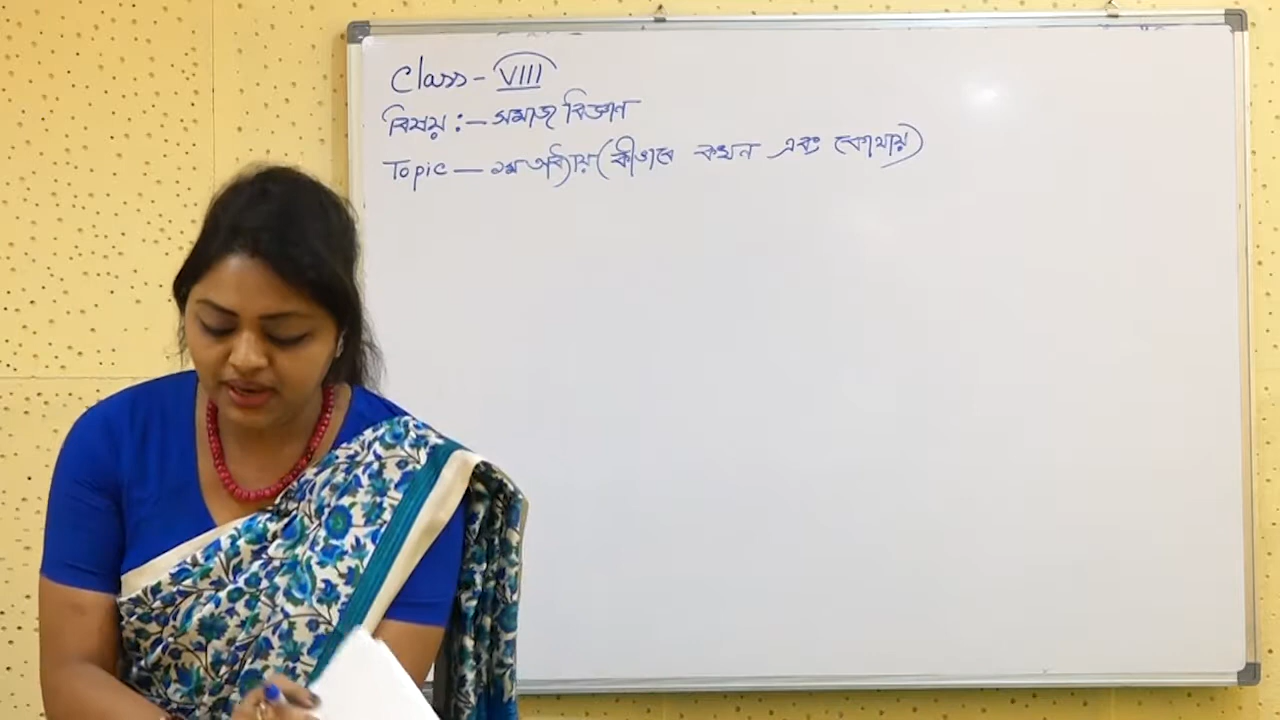 Class - VIII
বিষয় :- সমাজ বিজ্ঞান
Topic — ১ম অধ্যায় (কীভাবে কখন এবং কোথায়)